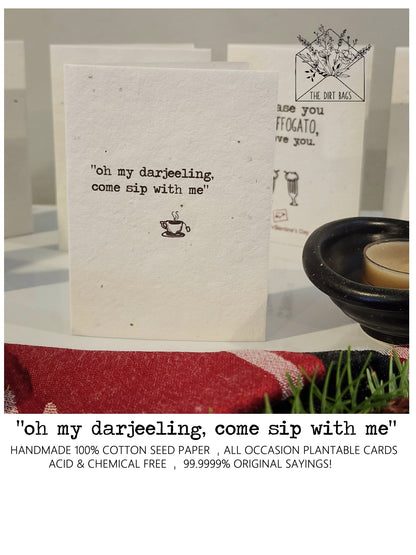 THE DIRT BAGS
"oh my darjeeling,
come sip with me"
ase you
FFOGATO,
ve you.
"oh my darjeeling, come sip with me"
HANDMADE 100% COTTON SEED PAPER , ALL OCCASION PLANTABLE CARDS
ACID & CHEMICAL FREE , 99.9999% ORIGINAL SAYINGS!